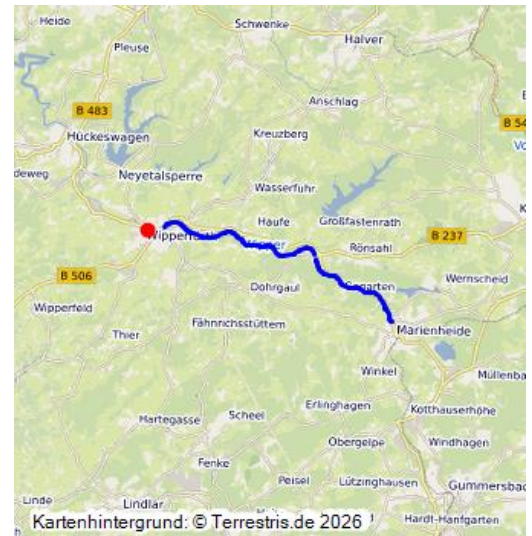 Heide
Schwenke
Pleuse
Halver
Anschlag
B 483
B 54
Hückeswagen
Kreuzberg
deweg
Neyetalsperre
Wasserfuhr
Haufe
Großfastenrath
B 237
Rönsahl
B 506
Wernscheid
Dohrgaul
Wipperfeld
Fähnrichsstüttem
Marienheide
Thier
Winkel
Müllenba
Erlinghagen
Kotthauserhöhe
Hartegasse
Scheel
Obergelpe
Windhagen
Fenke
Peisel
Lützinghausen
Gummersbac
Linde
Lindlar
Hardt-Hanfgarten
Kartenhintergrund: © Terrestris.de 2026